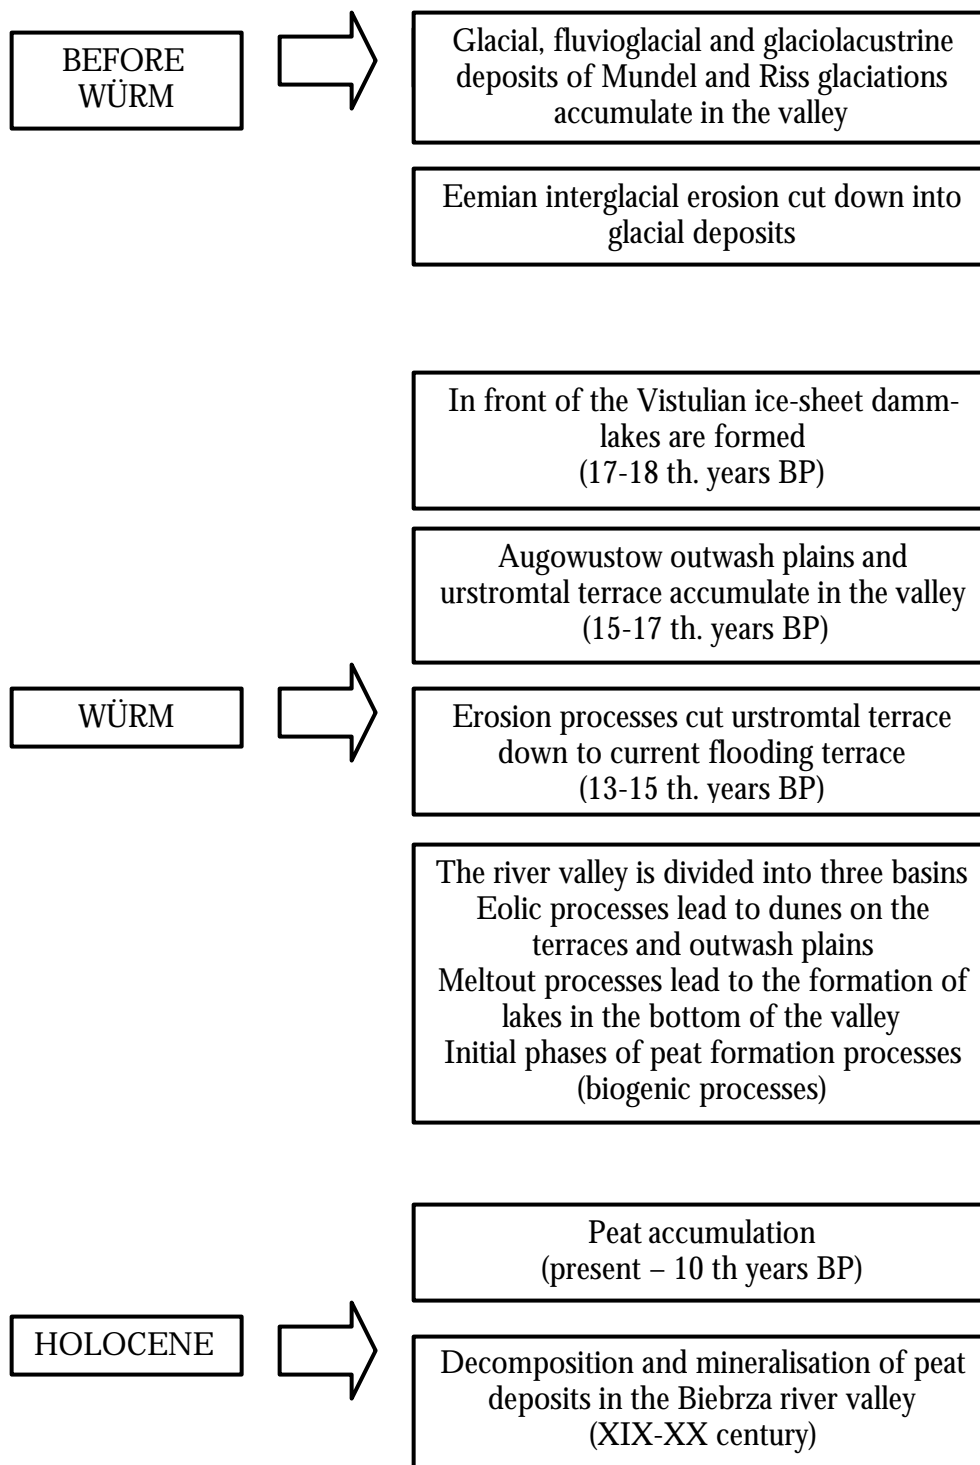 BEFORE
WÜRM
Glacial, fluvioglacial and glaciolacustrine
deposits of Mundel and Riss glaciations
accumulate in the valley
Eemian interglacial erosion cut down into
glacial deposits
In front of the Vistulian ice-sheet damm-
lakes are formed
(17-18 th. years BP)
Augowustow outwash plains and
urstromtal terrace accumulate in the valley
(15-17 th. years BP)
WÜRM
Erosion processes cut urstromtal terrace
down to current flooding terrace
(13-15 th. years BP)
The river valley is divided into three basins
Eolic processes lead to dunes on the
terraces and outwash plains
Meltout processes lead to the formation of
lakes in the bottom of the valley
Initial phases of peat formation processes
(biogenic processes)
Peat accumulation
(present – 10 th years BP)
HOLOCENE
Decomposition and mineralisation of peat
deposits in the Biebrza river valley
(XIX-XX century)